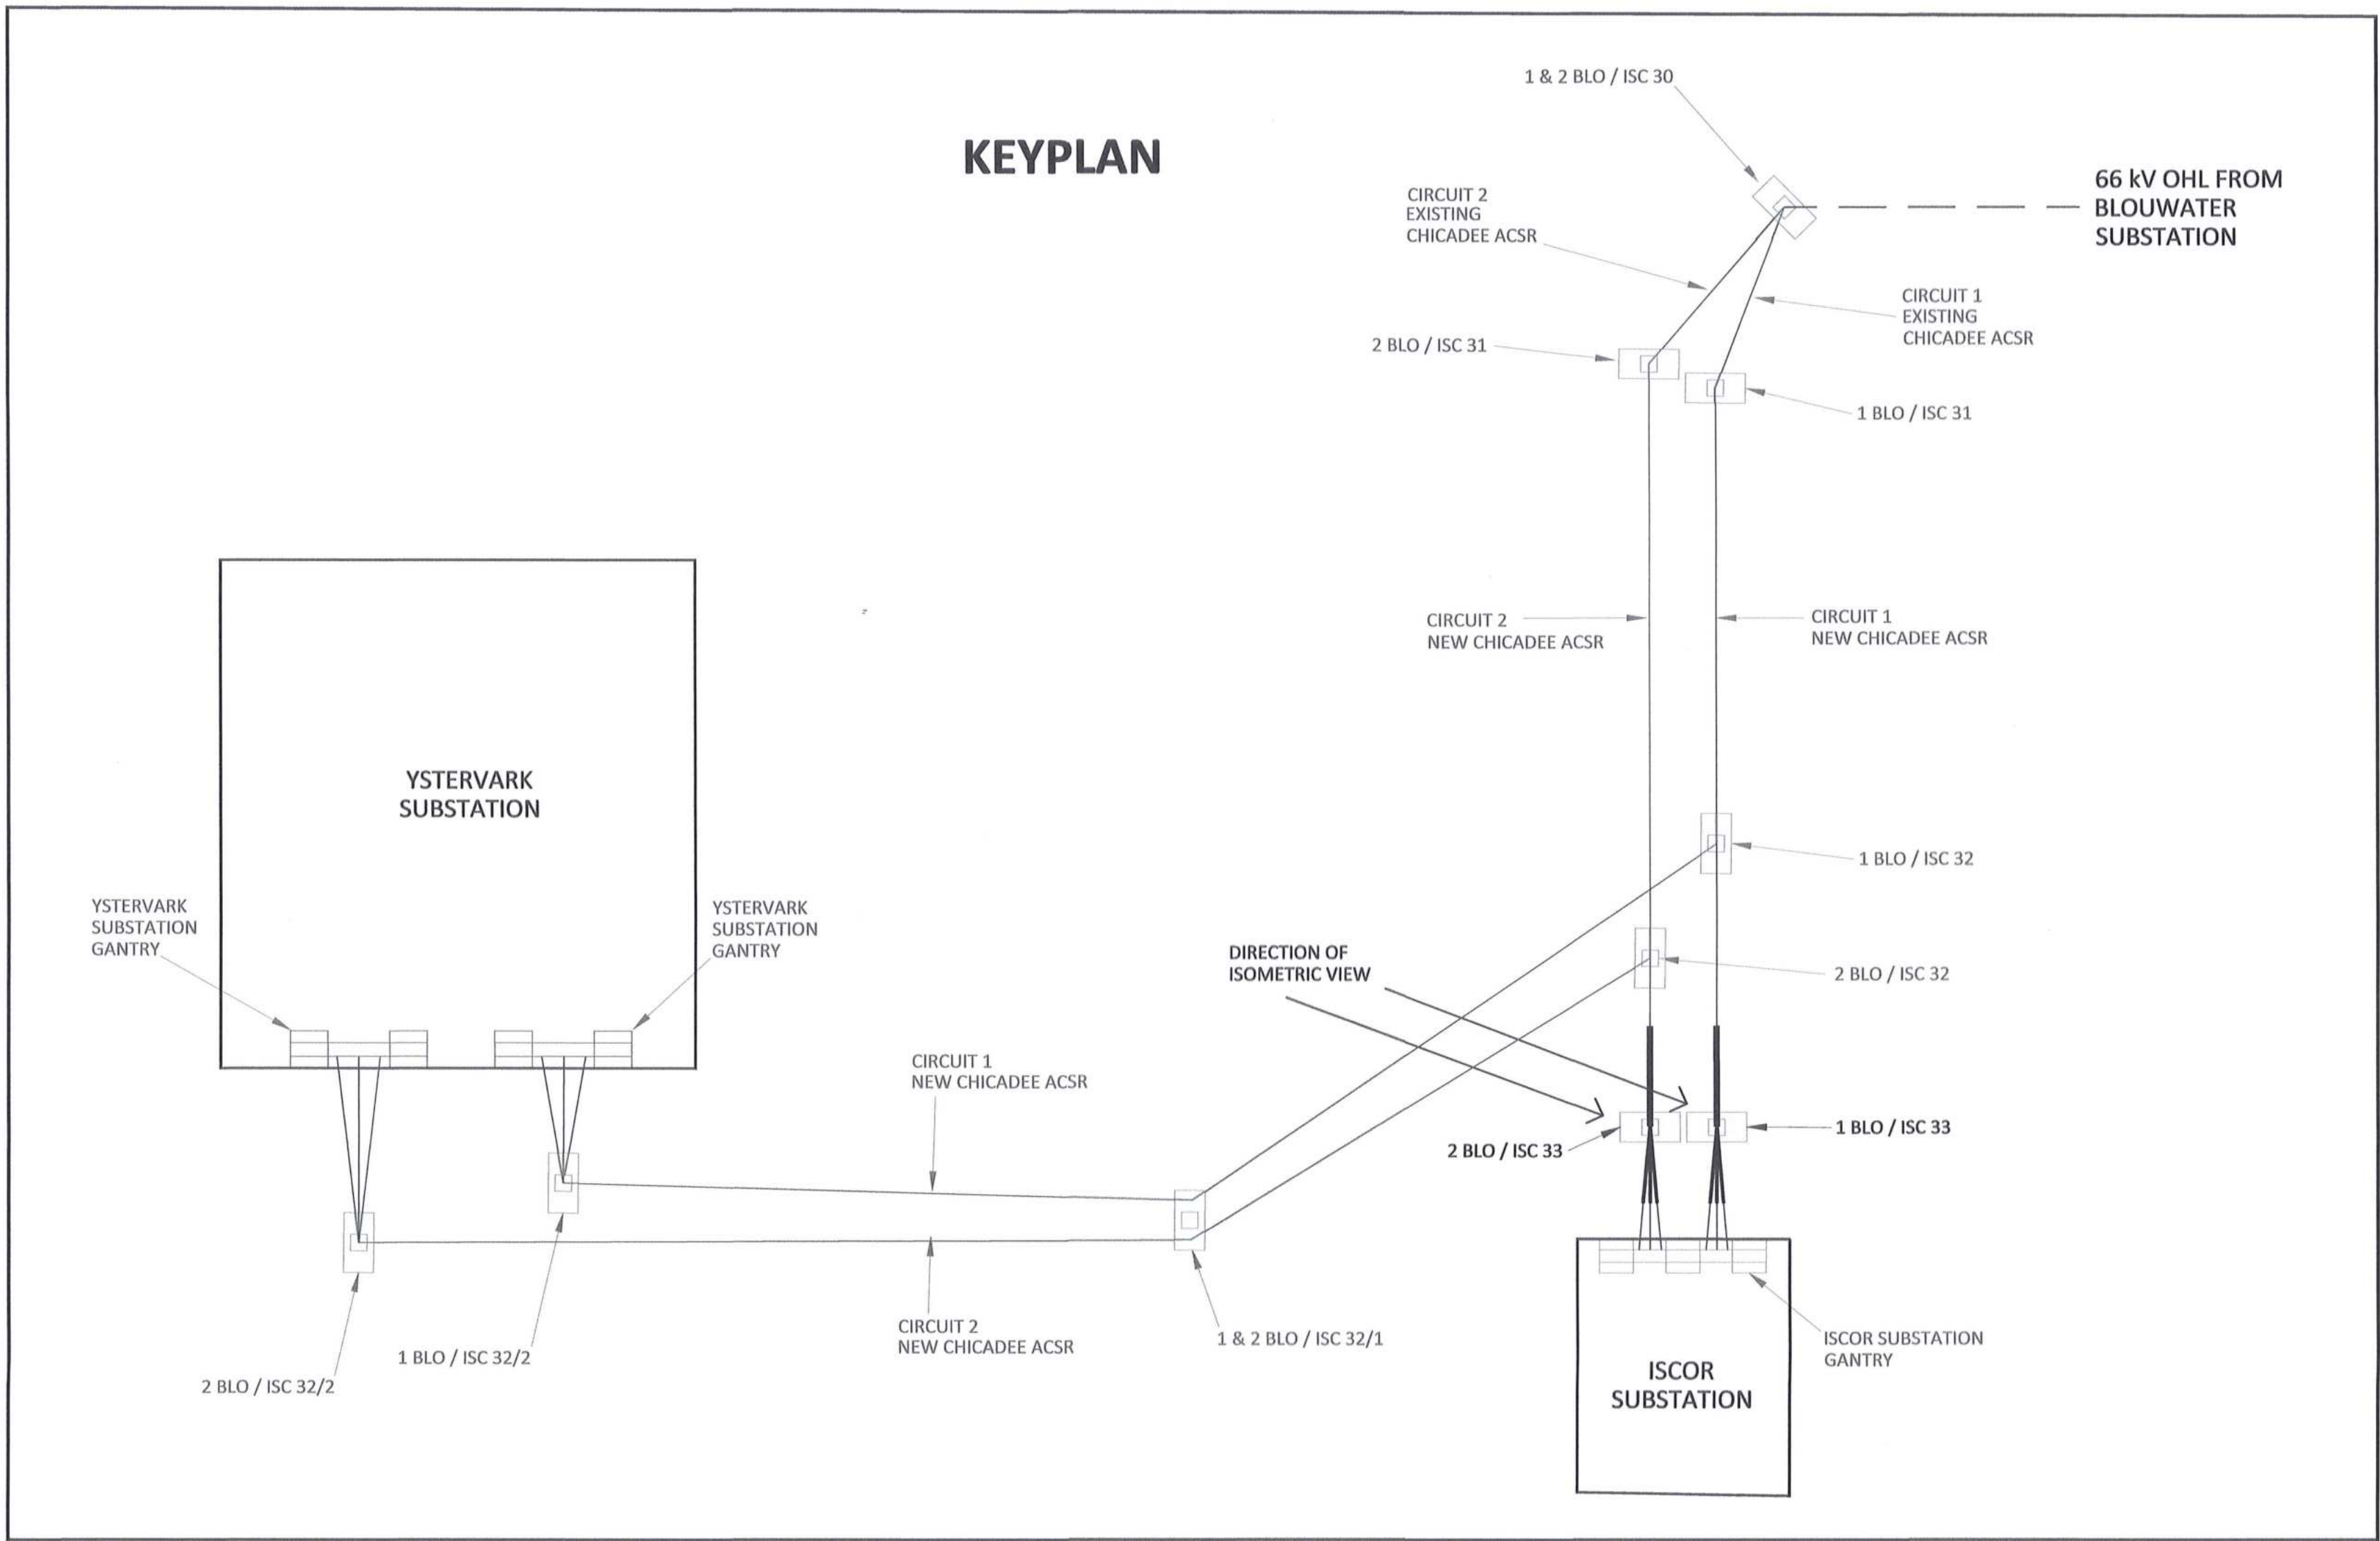 KEYPLAN
1 & 2 BLO / ISC 30
66 kV OHL FROM
BLOUWATER
SUBSTATION
CIRCUIT 2
EXISTING
CHICADEE ACSR
CIRCUIT 1
EXISTING
CHICADEE ACSR
2 BLO / ISC 31
1 BLO / ISC 31
CIRCUIT 2
NEW CHICADEE ACSR
CIRCUIT 1
NEW CHICADEE ACSR
YSTERVARK
SUBSTATION
1 BLO / ISC 32
YSTERVARK
SUBSTATION
GANTRY
YSTERVARK
SUBSTATION
GANTRY
DIRECTION OF
ISOMETRIC VIEW
2 BLO / ISC 32
CIRCUIT 1
NEW CHICADEE ACSR
2 BLO / ISC 33
1 BLO / ISC 33
CIRCUIT 2
NEW CHICADEE ACSR
1 & 2 BLO / ISC 32/1
1 BLO / ISC 32/2
2 BLO / ISC 32/2
ISCOR SUBSTATION
GANTRY
ISCOR
SUBSTATION